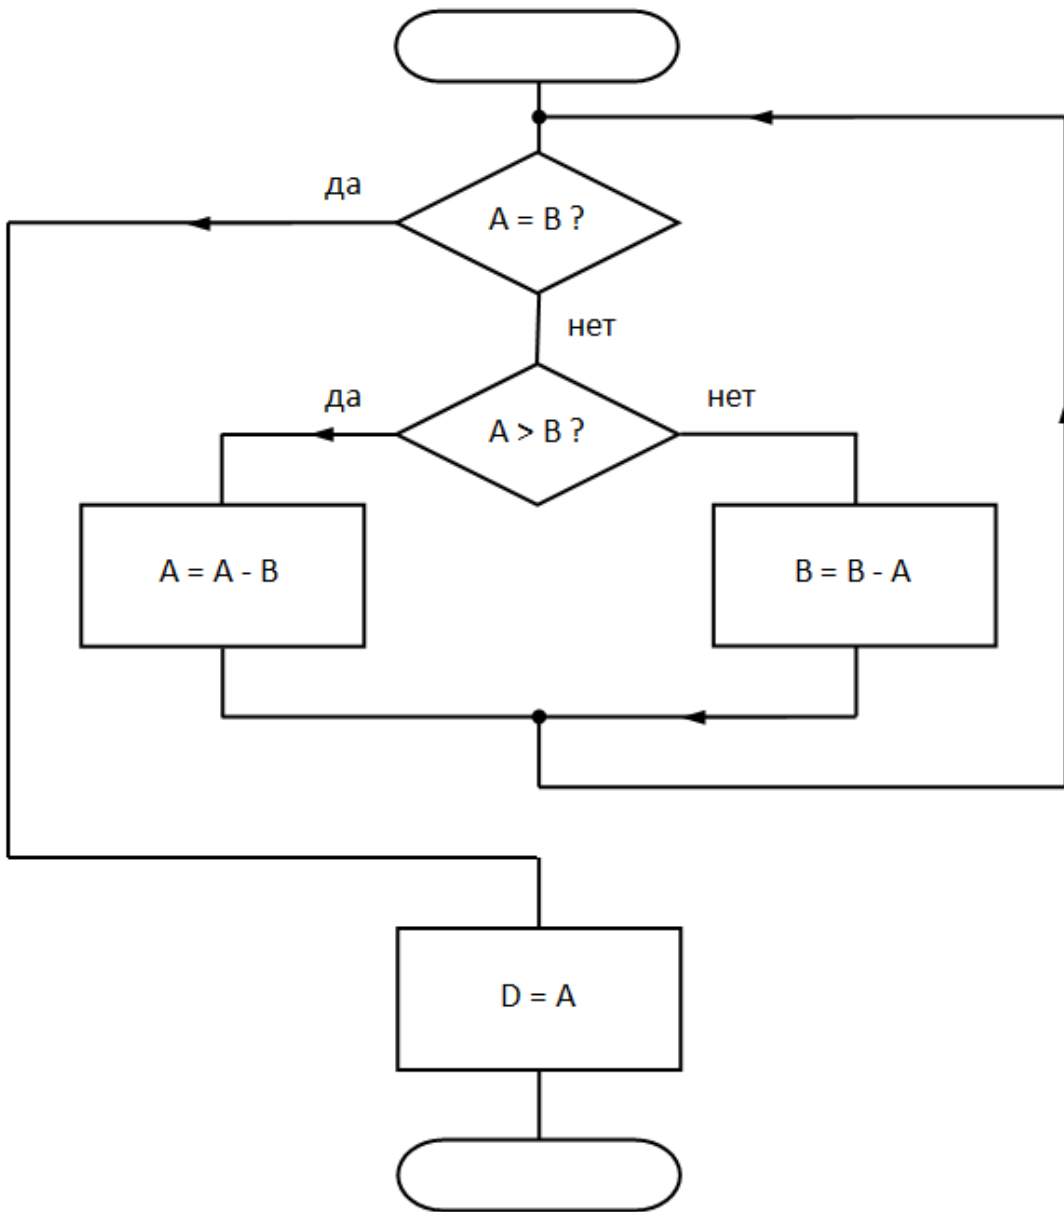 да
A = B ?
нет
да
A > B ?
нет
A = A - B
B = B - A
D = A